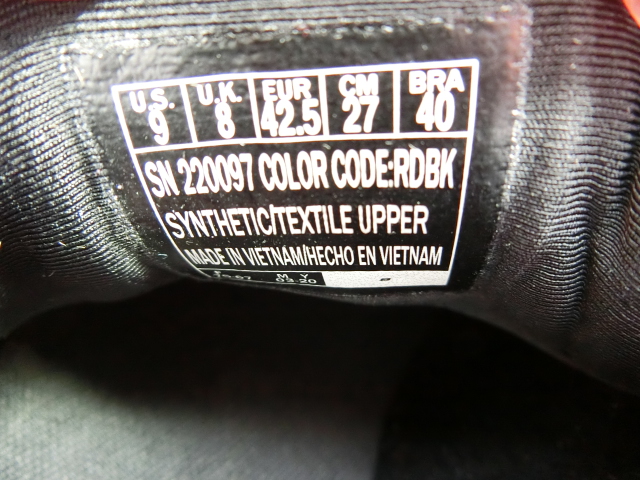 U.S. U.K. EUR CM BRA
9 8 42.5 27 40
SN 220097 COLOR CODE:RDBK
SYNTHETIC/TEXTILE UPPER
MADE IN VIETNAM/HECHO EN VIETNAM
M Y
03 20